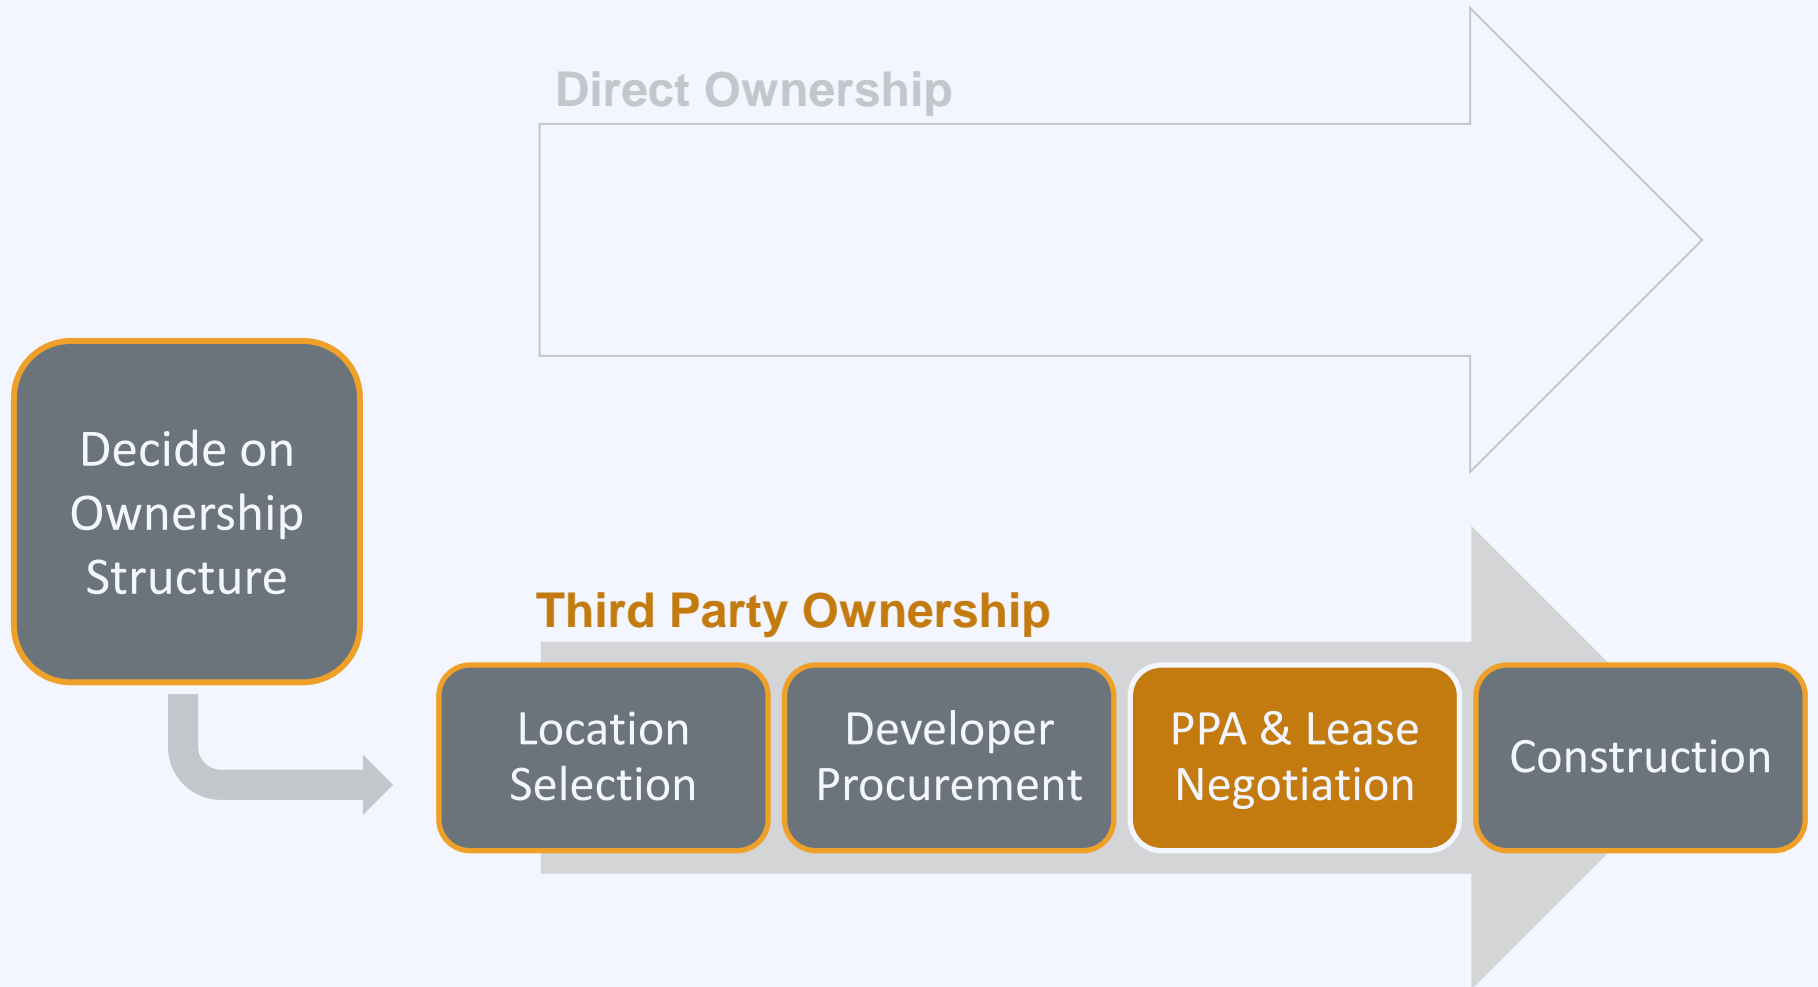 Direct Ownership
Decide on
Ownership
Structure
Third Party Ownership
Location
Selection
Developer
Procurement
PPA & Lease
Negotiation
Construction